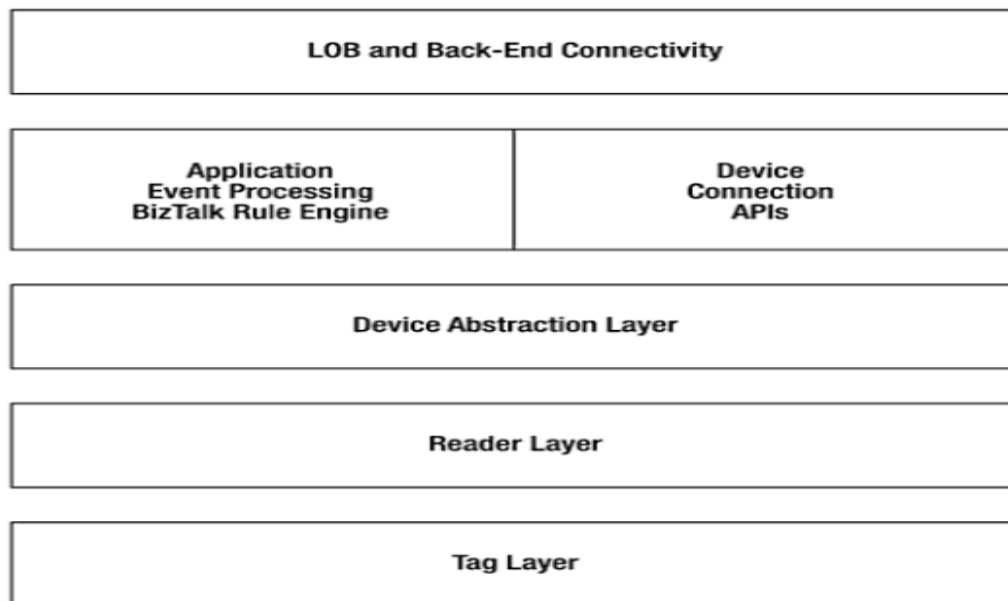 LOB and Back-End Connectivity
Application
Event Processing
BizTalk Rule Engine
Device
Connection
APIs
Device Abstraction Layer
Reader Layer
Tag Layer